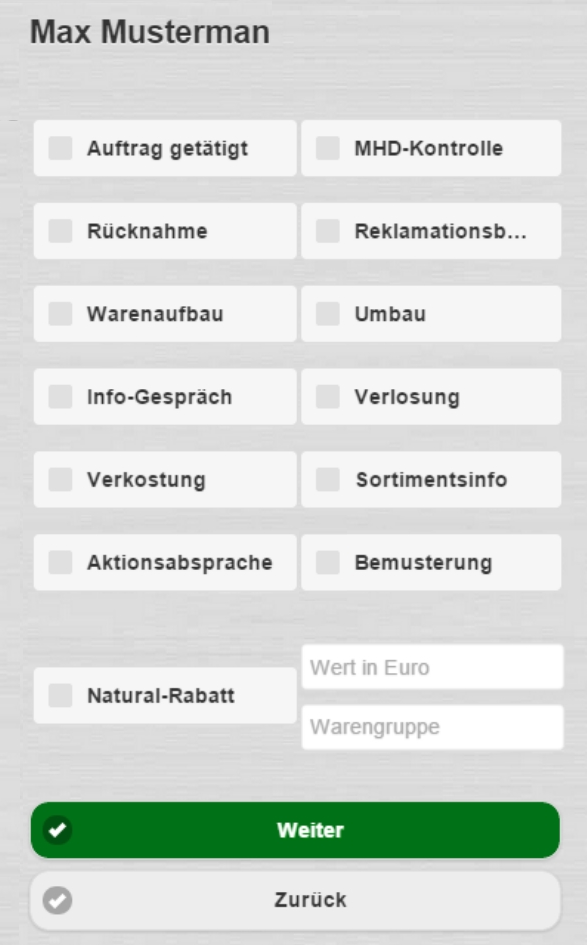 Max Musterman
Auftrag getätigt
MHD-Kontrolle
Rücknahme
Reklamationsb...
Warenaufbau
Umbau
Info-Gespräch
Verlosung
Verkostung
Sortimentsinfo
Aktionsabsprache
Bemusterung
Wert in Euro
Natural-Rabatt
Warengruppe
Weiter
Zurück